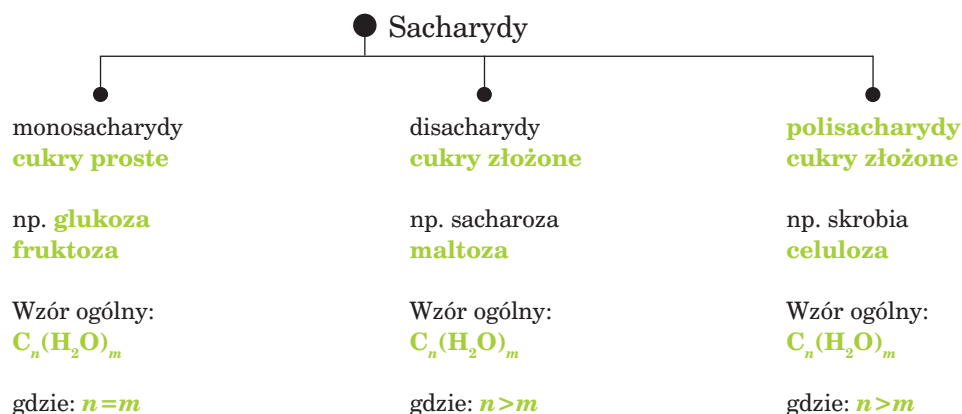 Sacharydy
monosacharydy
cukry proste
np. glukoza
fruktoza
Wzór ogólny:
Cₙ(H₂O)ₘ
gdzie: n=m
disacharydy
cukry złożone
np. sacharoza
maltoza
Wzór ogólny:
Cₙ(H₂O)ₘ
gdzie: n>m
polisacharydy
cukry złożone
np. skrobia
celuloza
Wzór ogólny:
Cₙ(H₂O)ₘ
gdzie: n>m